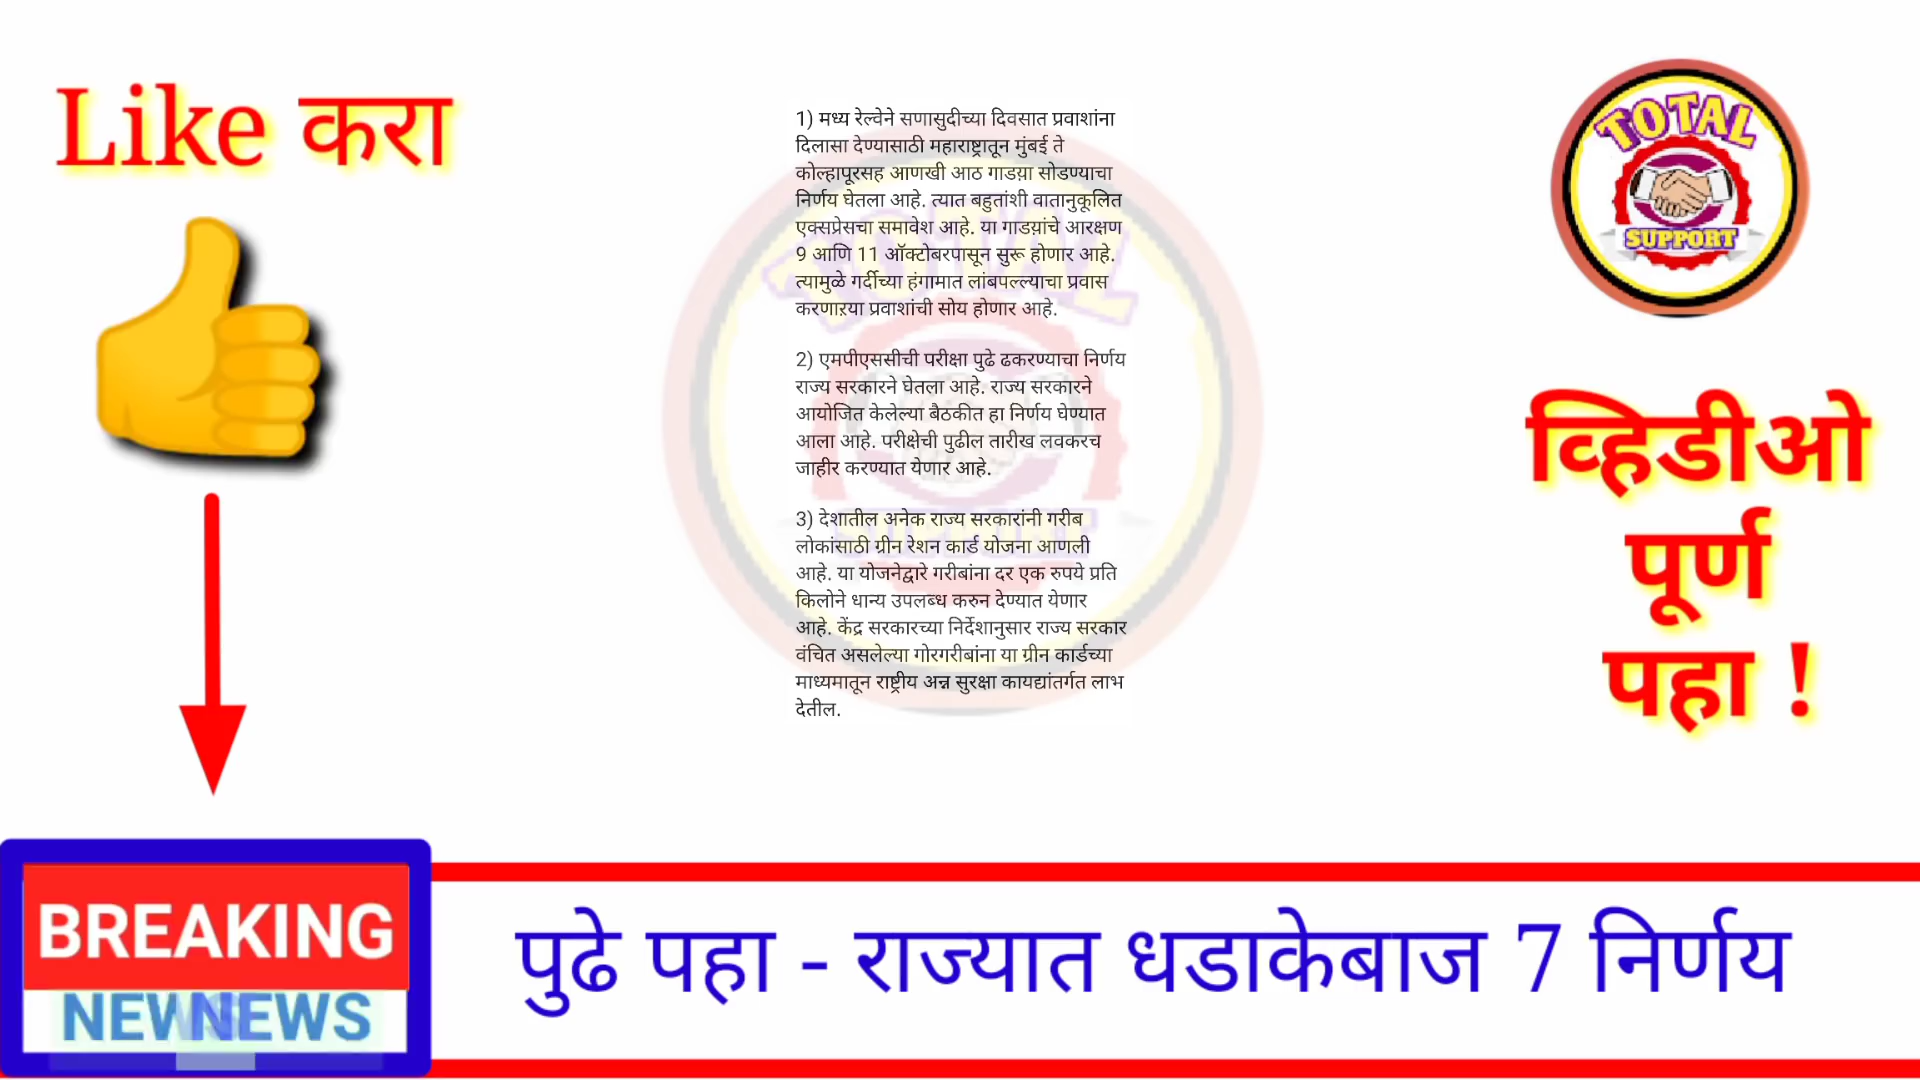 Like करा
TOTAL
SUPPORT
1) मध्य रेल्वेने सणासुदीच्या दिवसात प्रवाशांना
दिलासा देण्यासाठी महाराष्ट्रातून मुंबई ते
कोल्हापूरसह आणखी आठ गाडय़ा सोडण्याचा
निर्णय घेतला आहे. त्यात बहुतांशी वातानुकूलित
एक्सप्रेसचा समावेश आहे. या गाडय़ांचे आरक्षण
9 आणि 11 ऑक्टोबरपासून सुरू होणार आहे.
त्यामुळे गर्दीच्या हंगामात लांबपल्ल्याचा प्रवास
करणाऱया प्रवाशांची सोय होणार आहे.
2) एमपीएससीची परीक्षा पुढे ढकरण्याचा निर्णय
राज्य सरकारने घेतला आहे. राज्य सरकारने
आयोजित केलेल्या बैठकीत हा निर्णय घेण्यात
आला आहे. परीक्षेची पुढील तारीख लवकरच
जाहीर करण्यात येणार आहे.
3) देशातील अनेक राज्य सरकारांनी गरीब
लोकांसाठी ग्रीन रेशन कार्ड योजना आणली
आहे. या योजनेद्वारे गरीबांना दर एक रुपये प्रति
किलोने धान्य उपलब्ध करुन देण्यात येणार
आहे. केंद्र सरकारच्या निर्देशानुसार राज्य सरकार
वंचित असलेल्या गोरगरीबांना या ग्रीन कार्डच्या
माध्यमातून राष्ट्रीय अन्न सुरक्षा कायद्यांतर्गत लाभ
देतील.
TOTAL
SUPPORT
व्हिडीओ
पूर्ण
पहा !
BREAKING
NEWS
पुढे पहा - राज्यात धडाकेबाज 7 निर्णय